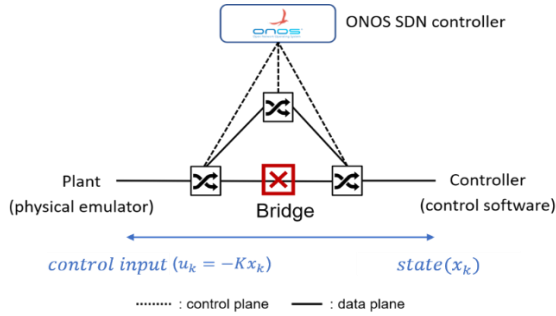 ONOS SDN controller
onos
Plant
(physical emulator)
Bridge
Controller
(control software)
control input (u_k = −Kx_k)
state(x_k)
: control plane
: data plane